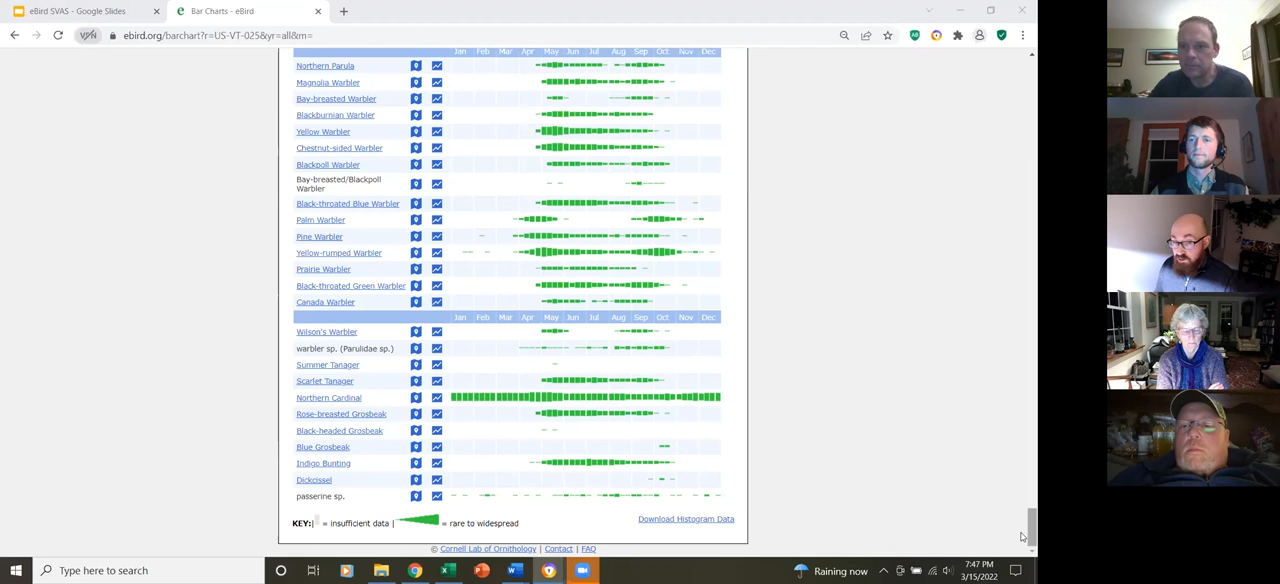 eBird SVAS - Google Slides
Bar Charts - eBird
VPN
ebird.org/barchart?r=US-VT-025&yr=all&m=
Jan Feb Mar Apr May Jun Jul Aug Sep Oct Nov Dec
Northern Parula
Magnolia Warbler
Bay-breasted Warbler
Blackburnian Warbler
Yellow Warbler
Chestnut-sided Warbler
Blackpoll Warbler
Bay-breasted/Blackpoll
Warbler
Black-throated Blue Warbler
Palm Warbler
Pine Warbler
Yellow-rumped Warbler
Prairie Warbler
Black-throated Green Warbler
Canada Warbler
Jan Feb Mar Apr May Jun Jul Aug Sep Oct Nov Dec
Wilson's Warbler
warbler sp. (Parulidae sp.)
Summer Tanager
Scarlet Tanager
Northern Cardinal
Rose-breasted Grosbeak
Black-headed Grosbeak
Blue Grosbeak
Indigo Bunting
Dickcissel
passerine sp.
KEY:| = insufficient data | = rare to widespread
Download Histogram Data
© Cornell Lab of Ornithology | Contact | FAQ
Type here to search
Raining now
7:47 PM
3/15/2022